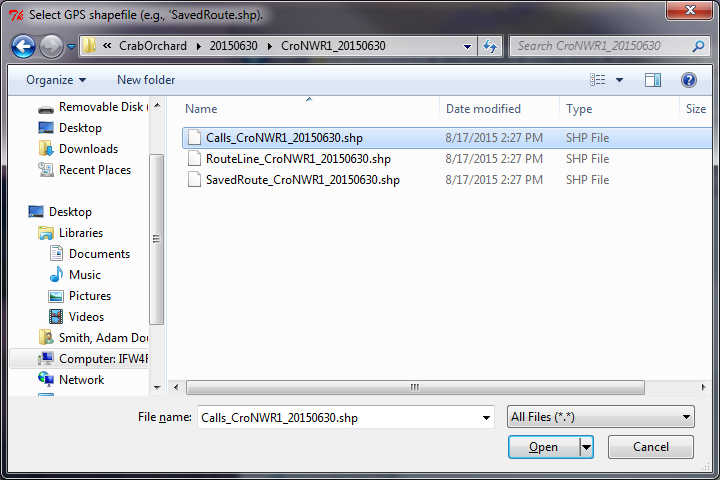 Select GPS shapefile (e.g., 'SavedRoute.shp).
« CrabOrchard 20150630 CroNWR1_20150630 Search CroNWR1_20150630
Organize New folder
Name Date modified Type Size
Removable Disk (
Desktop
Downloads
Recent Places
Desktop
Libraries
Documents
Music
Pictures
Videos
Smith, Adam Dou
Computer: IFW4R
Network
Calls_CroNWR1_20150630.shp 8/17/2015 2:27 PM SHP File
RouteLine_CroNWR1_20150630.shp 8/17/2015 2:27 PM SHP File
SavedRoute_CroNWR1_20150630.shp 8/17/2015 2:27 PM SHP File
File name: Calls_CroNWR1_20150630.shp All Files (*.*)
Open Cancel